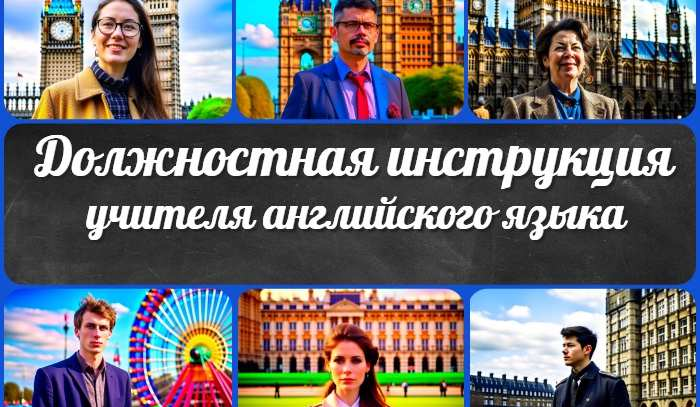 Должностная инструкция
учителя английского языка